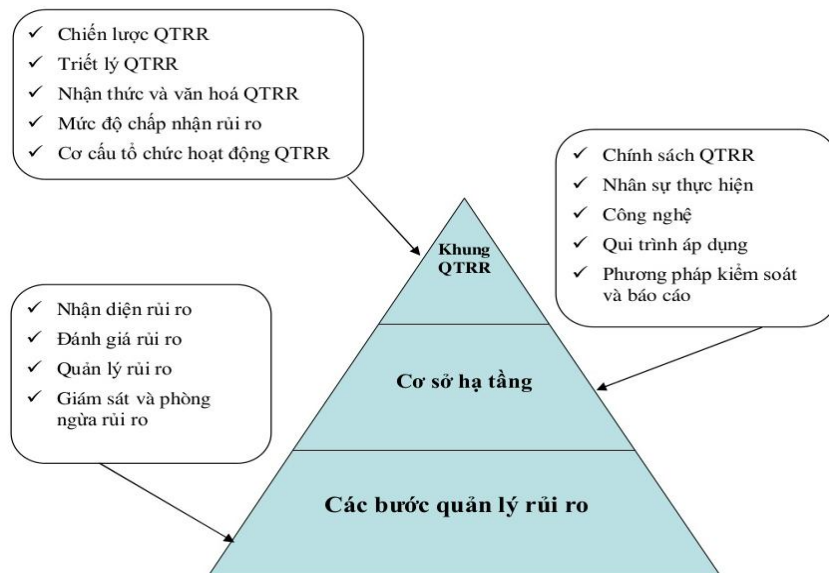 ✓ Chiến lược QTRR
✓ Triết lý QTRR
✓ Nhận thức và văn hoá QTRR
✓ Mức độ chấp nhận rủi ro
✓ Cơ cấu tổ chức hoạt động QTRR
✓ Chính sách QTRR
✓ Nhân sự thực hiện
✓ Công nghệ
✓ Qui trình áp dụng
✓ Phương pháp kiểm soát
và báo cáo
Khung
QTRR
✓ Nhận diện rủi ro
✓ Đánh giá rủi ro
✓ Quản lý rủi ro
✓ Giám sát và phòng
ngừa rủi ro
Cơ sở hạ tầng
Các bước quản lý rủi ro